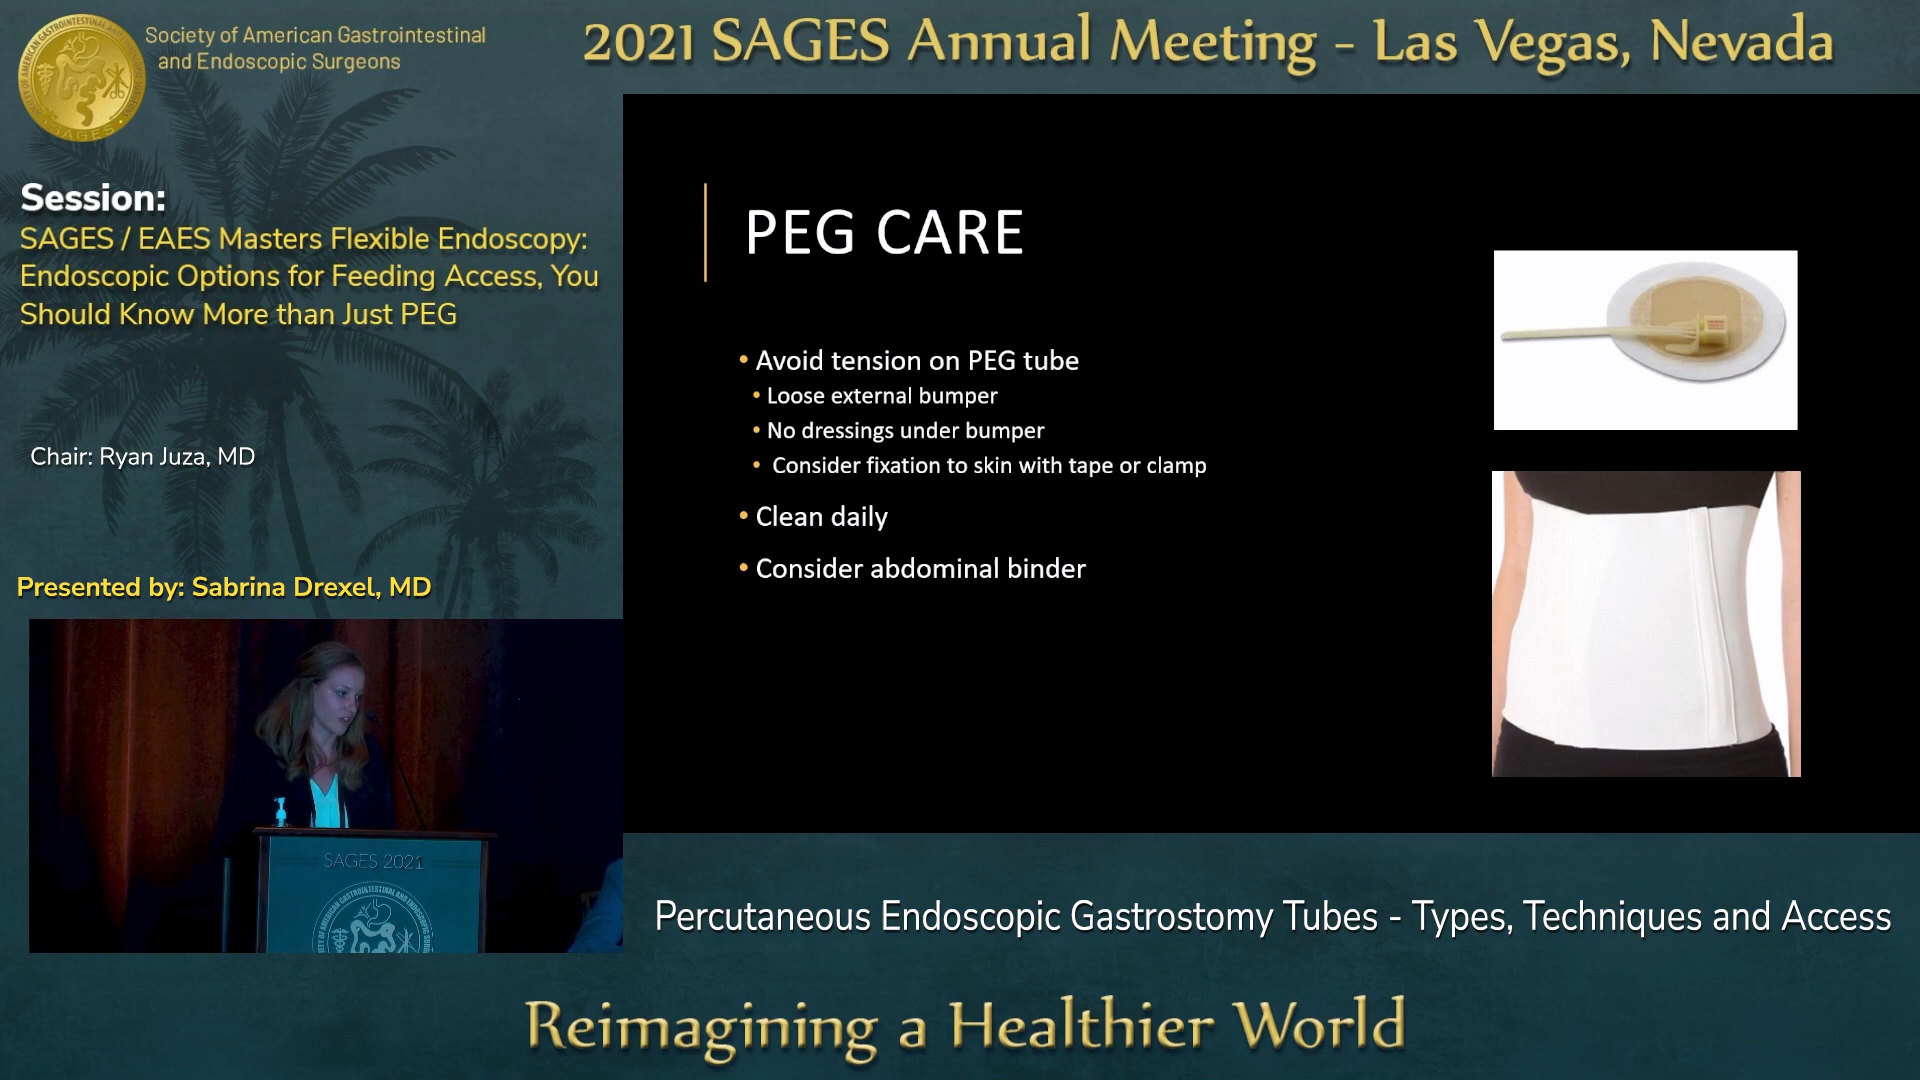 Society of American Gastrointestinal
and Endoscopic Surgeons
2021 SAGES Annual Meeting - Las Vegas, Nevada
SAGES
Session:
SAGES / EAES Masters Flexible Endoscopy:
Endoscopic Options for Feeding Access, You
Should Know More than Just PEG
Chair: Ryan Juza, MD
Presented by: Sabrina Drexel, MD
PEG CARE
• Avoid tension on PEG tube
• Loose external bumper
• No dressings under bumper
• Consider fixation to skin with tape or clamp
• Clean daily
• Consider abdominal binder
SAGES 2021
Percutaneous Endoscopic Gastrostomy Tubes - Types, Techniques and Access
Reimagining a Healthier World